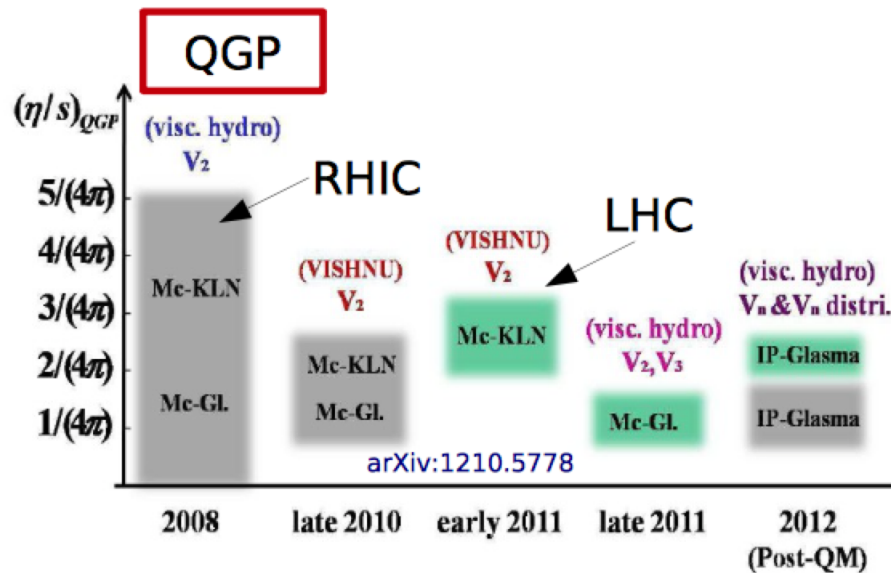 QGP
(η/s)QGP
(visc. hydro)
V₂
RHIC
LHC
5/(4π)
4/(4π)
3/(4π)
2/(4π)
1/(4π)
Mc-KLN
Mc-Gl.
(VISHNU)
V₂
Mc-KLN
Mc-Gl.
(VISHNU)
V₂
Mc-KLN
(visc. hydro)
V₂,V₃
Mc-Gl.
(visc. hydro)
Vₙ &Vₙ distri.
IP-Glasma
IP-Glasma
arXiv:1210.5778
2008
late 2010
early 2011
late 2011
2012
(Post-QM)